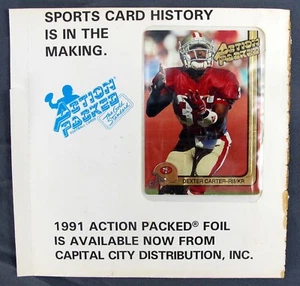 SPORTS CARD HISTORY
IS IN THE
MAKING.
ACTION
PACKED
ACTION
PACKED
DEXTER CARTER-RB/KR
1991 ACTION PACKED® FOIL
IS AVAILABLE NOW FROM
CAPITAL CITY DISTRIBUTION, INC.